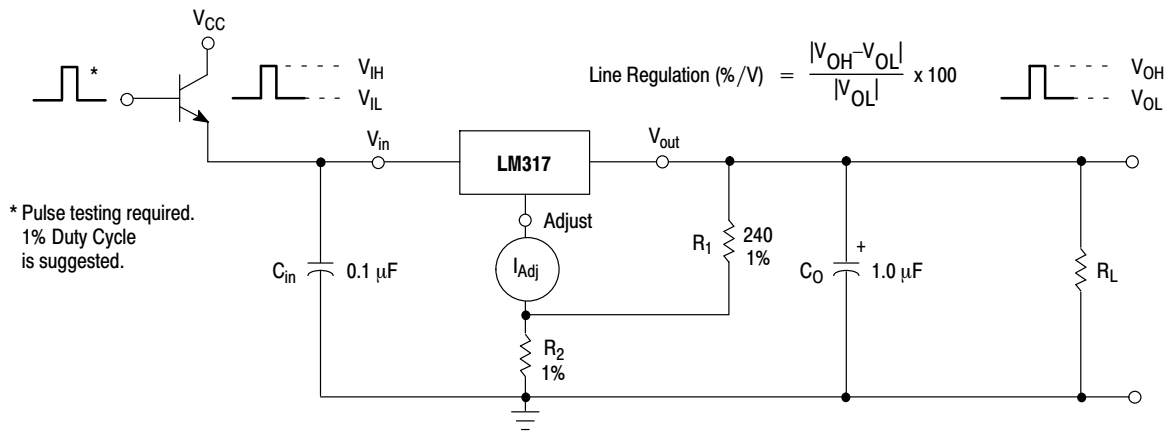 V_CC
*
V_IH
V_IL
Line Regulation (%/V) = |V_OH–V_OL| / |V_OL| x 100
V_OH
V_OL
V_in
LM317
V_out
* Pulse testing required.
1% Duty Cycle
is suggested.
Adjust
I_Adj
C_in
0.1 μF
R_1
240
1%
C_O
+
1.0 μF
R_L
R_2
1%